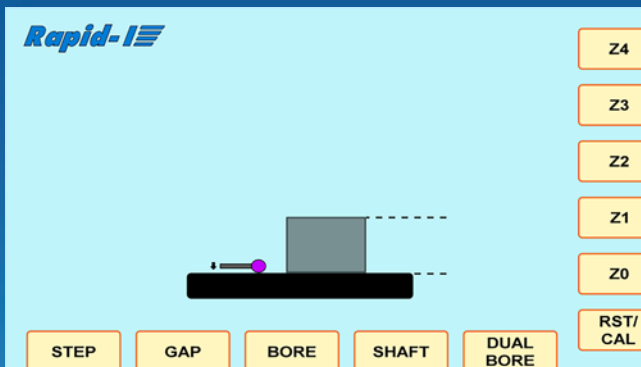 Rapid-I
Z4
Z3
Z2
Z1
Z0
RST/
CAL
STEP
GAP
BORE
SHAFT
DUAL
BORE